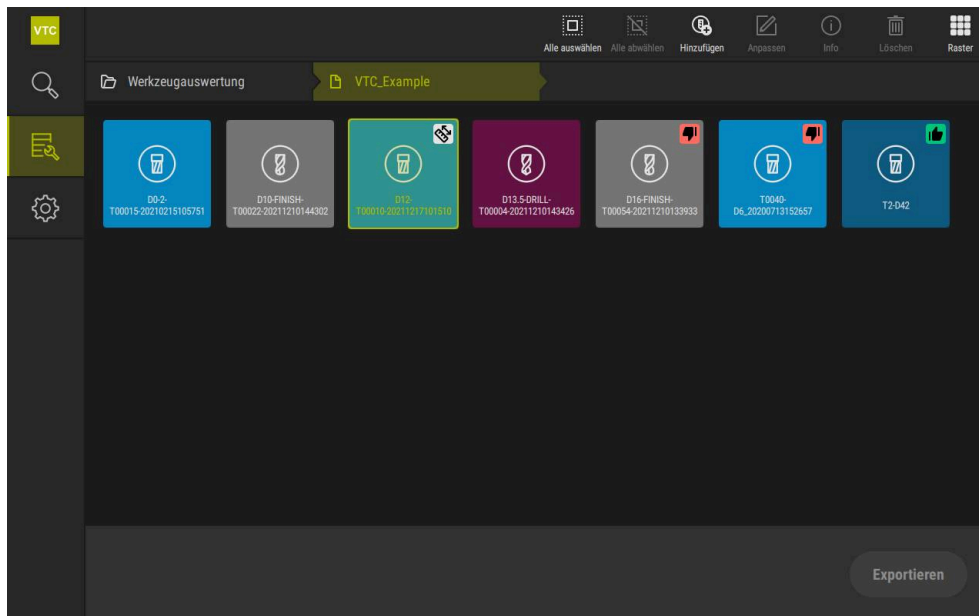 VTC
Alle auswählen Alle abwählen Hinzufügen Anpassen Info Löschen Raster
Werkzeugauswertung VTC_Example
D0-2-
T00015-20210215105751
D10-FINISH-
T00022-20211210144302
D12-
T00010-20211217101510
D13.5-DRILL-
T00004-20211210143426
D16-FINISH-
T00054-20211210133933
T0040-
D6_20200713152657
T2-D42
Exportieren